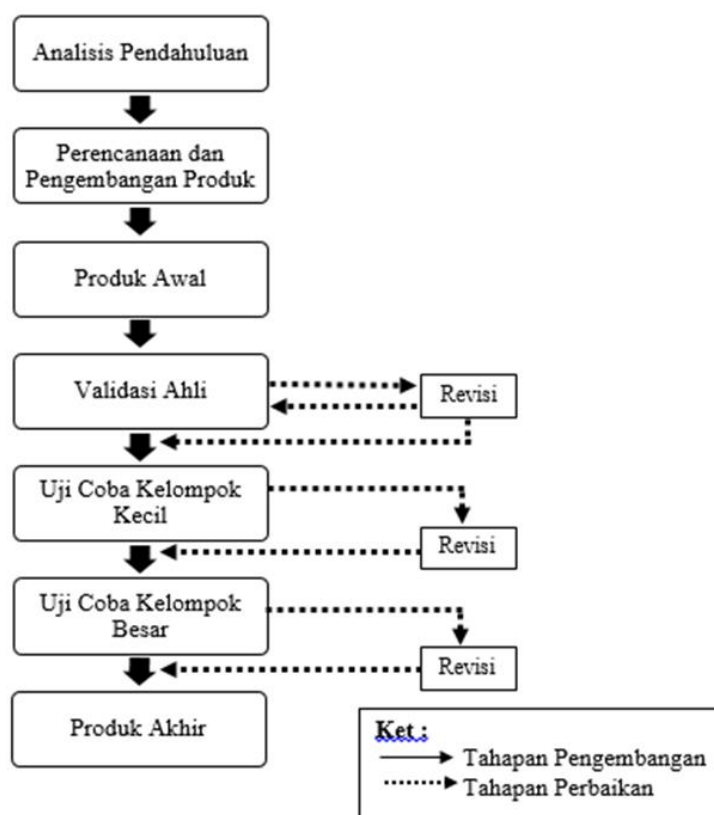 Analisis Pendahuluan
Perencanaan dan
Pengembangan Produk
Produk Awal
Validasi Ahli
Revisi
Uji Coba Kelompok
Kecil
Revisi
Uji Coba Kelompok
Besar
Revisi
Produk Akhir
Ket :
Tahapan Pengembangan
Tahapan Perbaikan